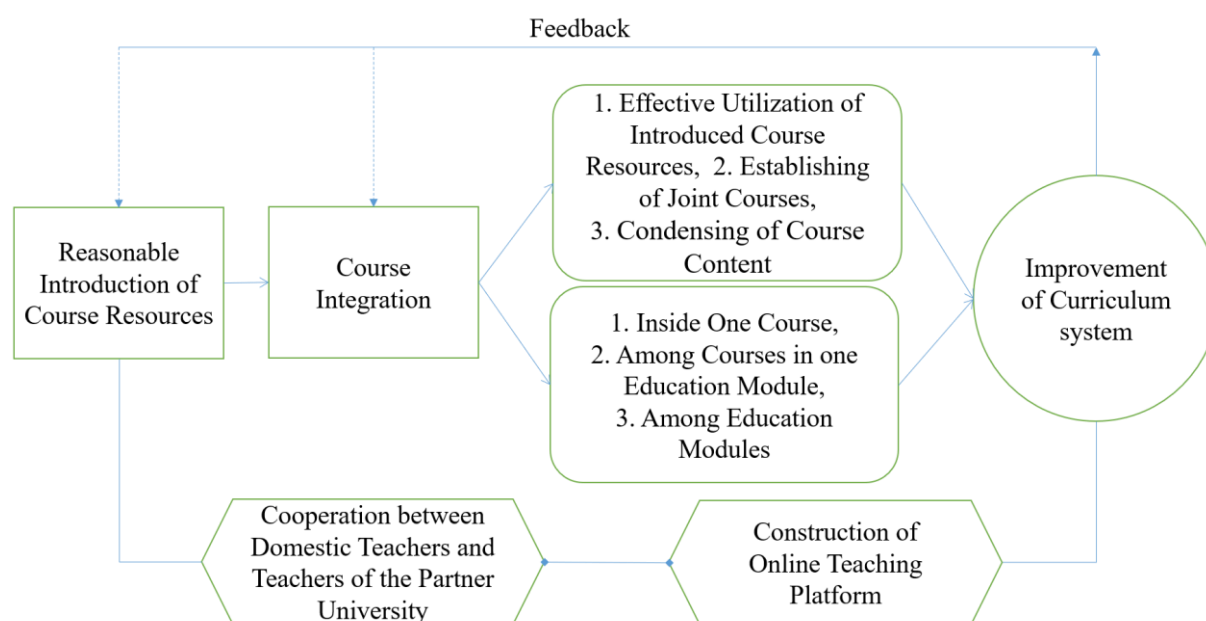 Feedback
Reasonable
Introduction of
Course Resources
Course
Integration
1. Effective Utilization of
Introduced Course
Resources, 2. Establishing
of Joint Courses,
3. Condensing of Course
Content
1. Inside One Course,
2. Among Courses in one
Education Module,
3. Among Education
Modules
Improvement
of Curriculum
system
Cooperation between
Domestic Teachers and
Teachers of the Partner
University
Construction of
Online Teaching
Platform